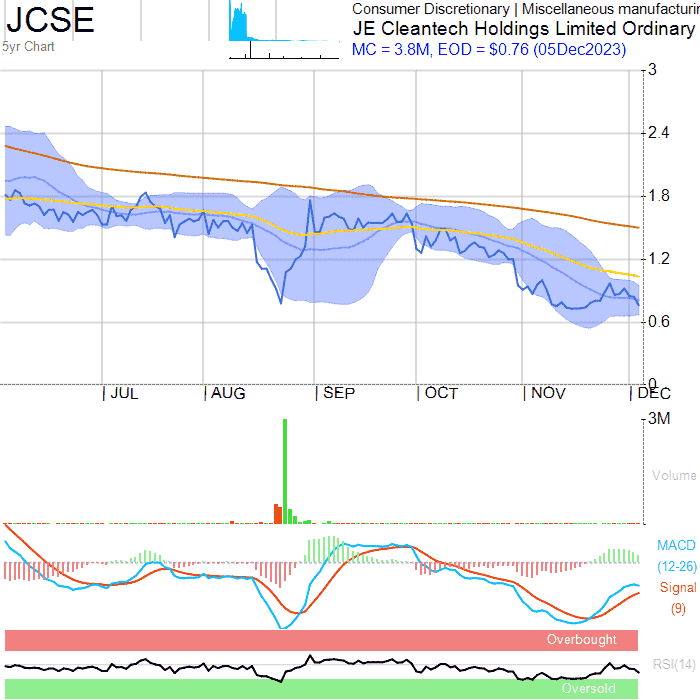 JCSE
5yr Chart
Consumer Discretionary | Miscellaneous manufacturin
JE Cleantech Holdings Limited Ordinary
MC = 3.8M, EOD = $0.76 (05Dec2023)
3
2.4
1.8
1.2
0.6
0
JUL AUG SEP OCT NOV DEC
3M
Volume
MACD
(12-26)
Signal
(9)
Overbought
RSI(14)
Oversold